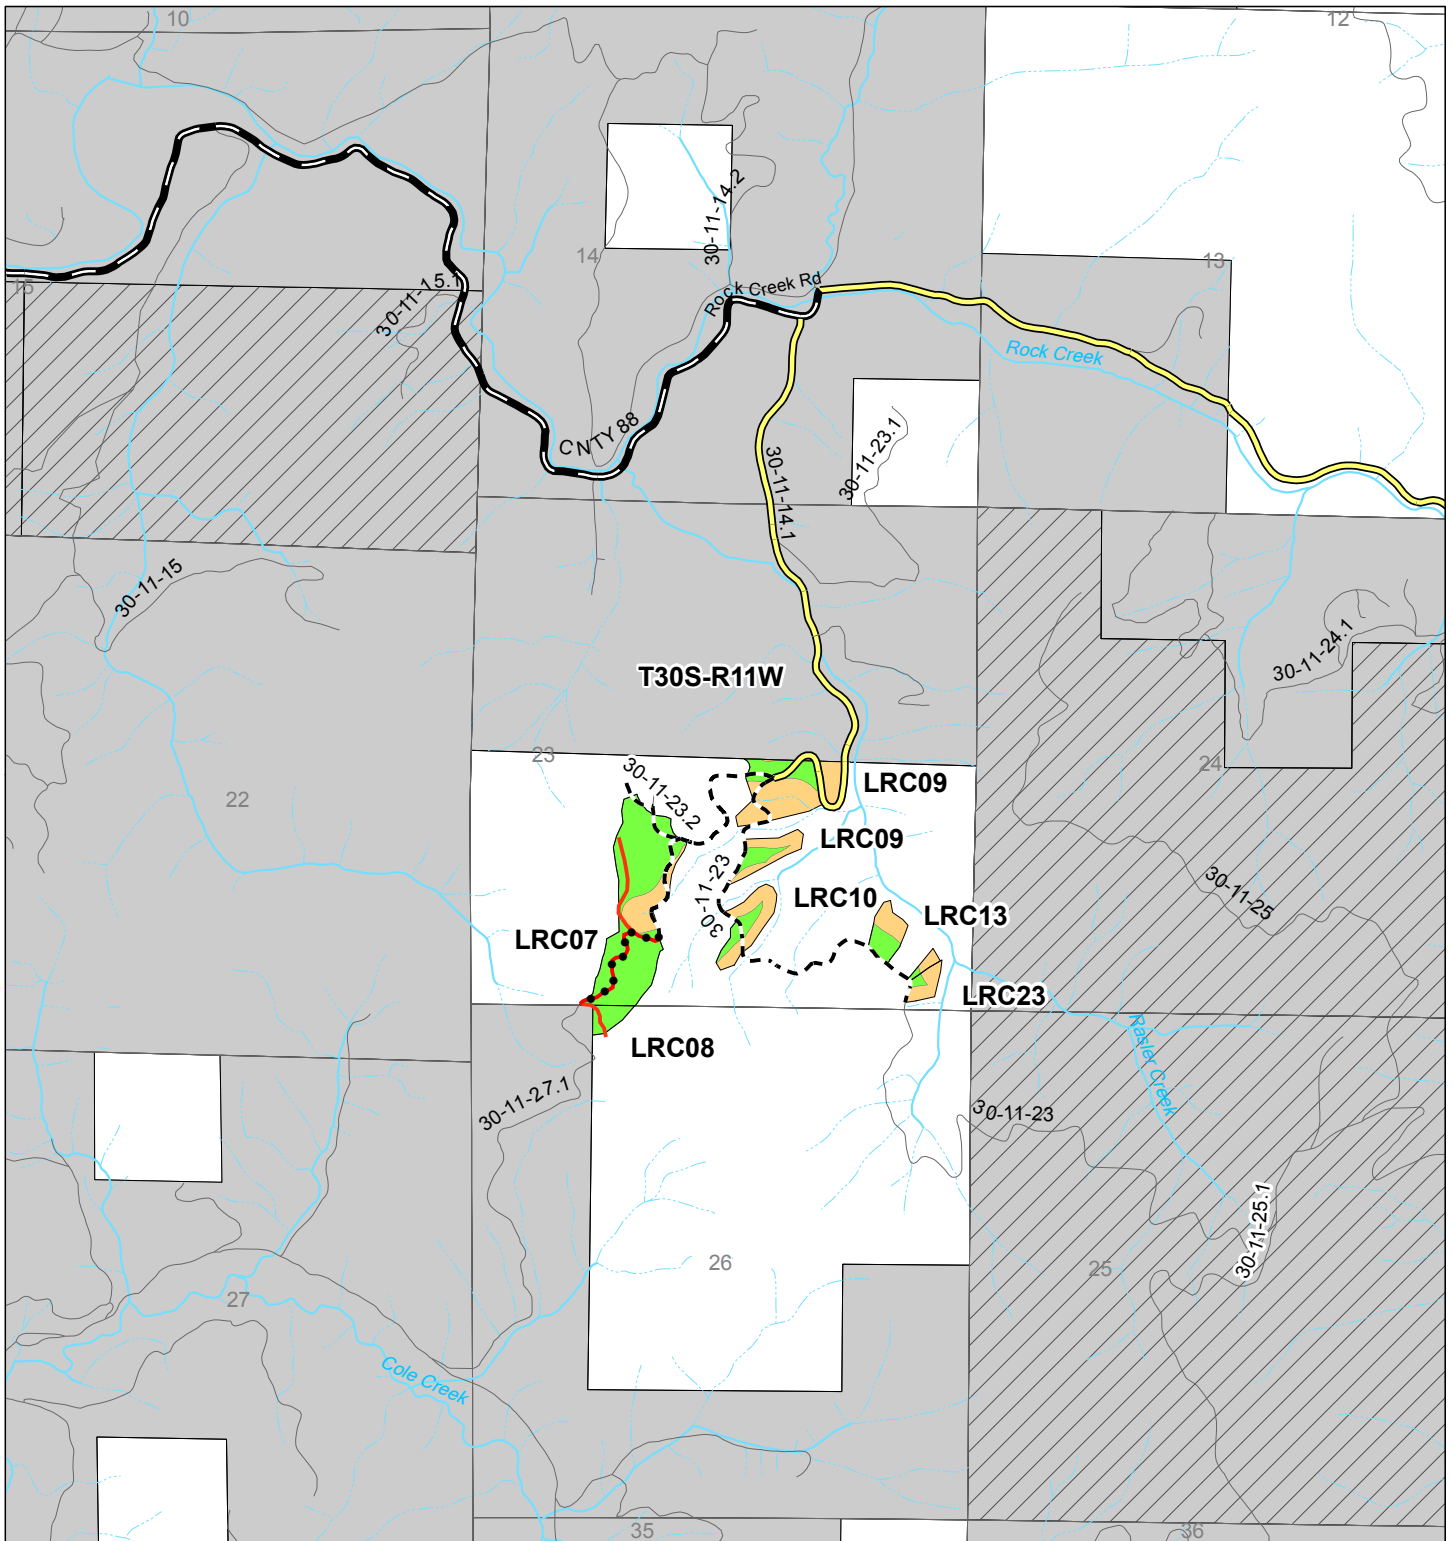 10
12
30-11-14.2
14
13
15
30-11-15.1
Rock Creek Rd
Rock Creek
CNTY 88
30-11-23.1
30-11-14.1
30-11-15
30-11-24.1
T30S-R11W
23
24
22
30-11-23.2
LRC09
LRC09
30-11-23
LRC10
30-11-25
LRC13
LRC07
LRC23
LRC08
Rasler Creek
30-11-27.1
30-11-23
30-11-25.1
26
25
27
Cole Creek
35
36